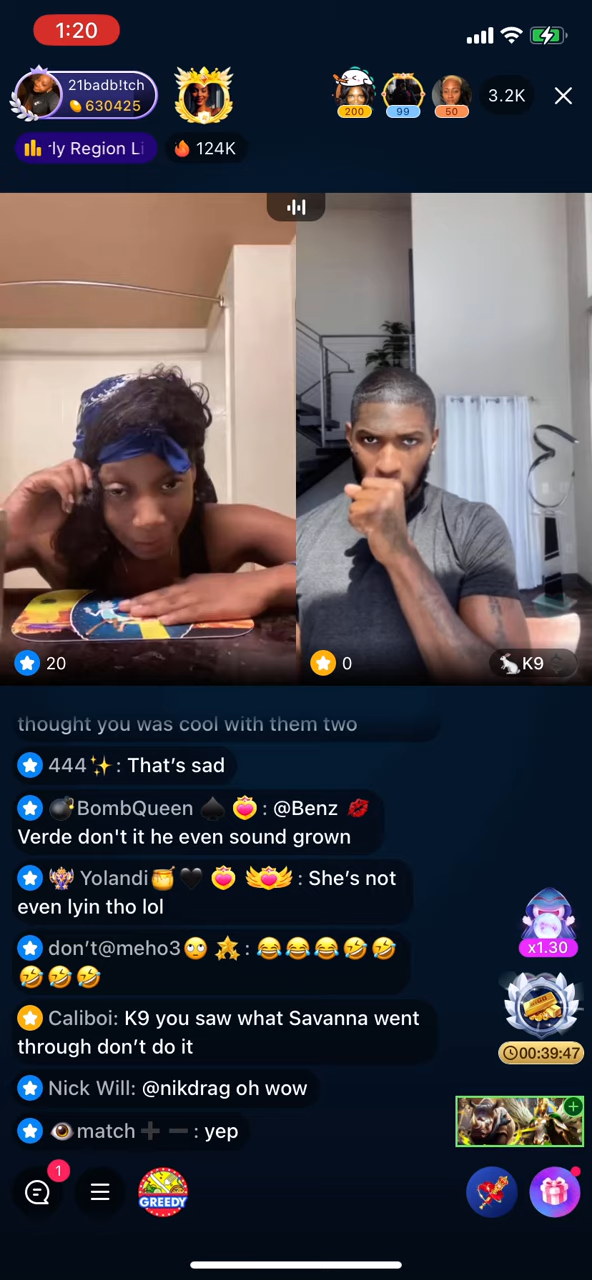 1:20
21badb!tch
630425
200
99
50
3.2K
rly Region Li
124K
20
0
K9
thought you was cool with them two
444✨: That's sad
💣BombQueen ♠️ 💓 : @Benz 💋
Verde don't it he even sound grown
Yolandi🍯🖤 💓 : She's not
even lyin tho lol
don't@meho3🙄 : 😂😂😂🤣🤣
🤣🤣🤣
Caliboi: K9 you saw what Savanna went
through don't do it
Nick Will: @nikdrag oh wow
👁️match➕➖: yep
x1.30
00:39:47
1
GREEDY